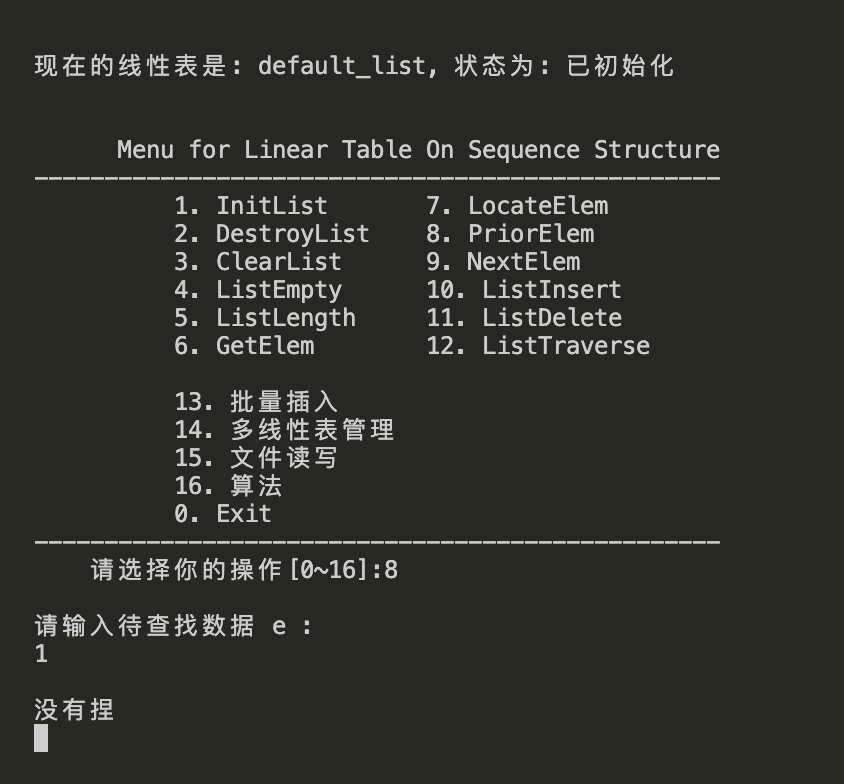 现在的线性表是: default_list, 状态为: 已初始化
Menu for Linear Table On Sequence Structure
-------------------------------------------------
1. InitList 7. LocateElem
2. DestroyList 8. PriorElem
3. ClearList 9. NextElem
4. ListEmpty 10. ListInsert
5. ListLength 11. ListDelete
6. GetElem 12. ListTraverse
13. 批量插入
14. 多线性表管理
15. 文件读写
16. 算法
0. Exit
-------------------------------------------------
请选择你的操作[0~16]:8
请输入待查找数据 e :
1
没有捏